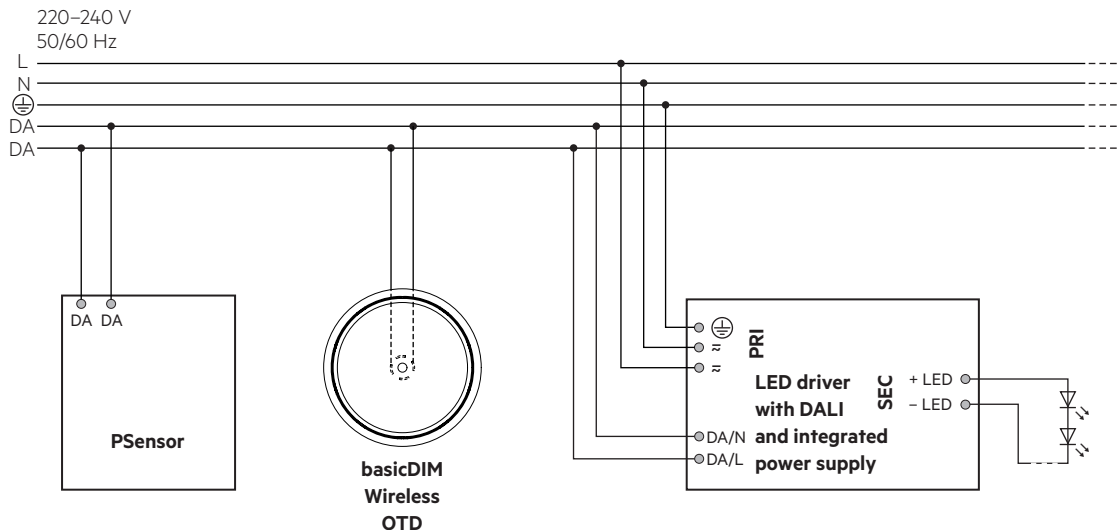 220–240 V
50/60 Hz
L
N
DA
DA
DA DA
PSensor
basicDIM
Wireless
OTD
PRI
LED driver
with DALI
and integrated
power supply
DA/N
DA/L
SEC
+ LED
– LED